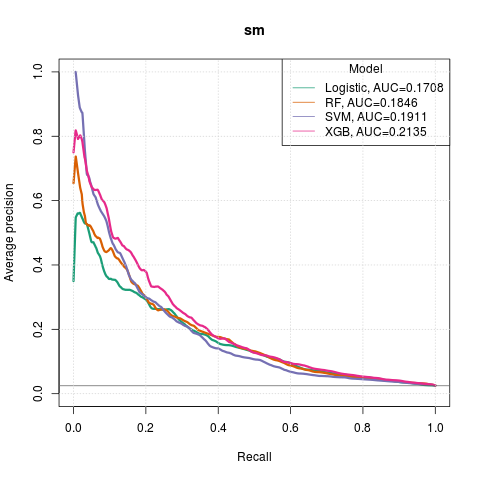 sm
Model
Logistic, AUC=0.1708
RF, AUC=0.1846
SVM, AUC=0.1911
XGB, AUC=0.2135
Average precision
1.0
0.8
0.6
0.4
0.2
0.0
0.0 0.2 0.4 0.6 0.8 1.0
Recall